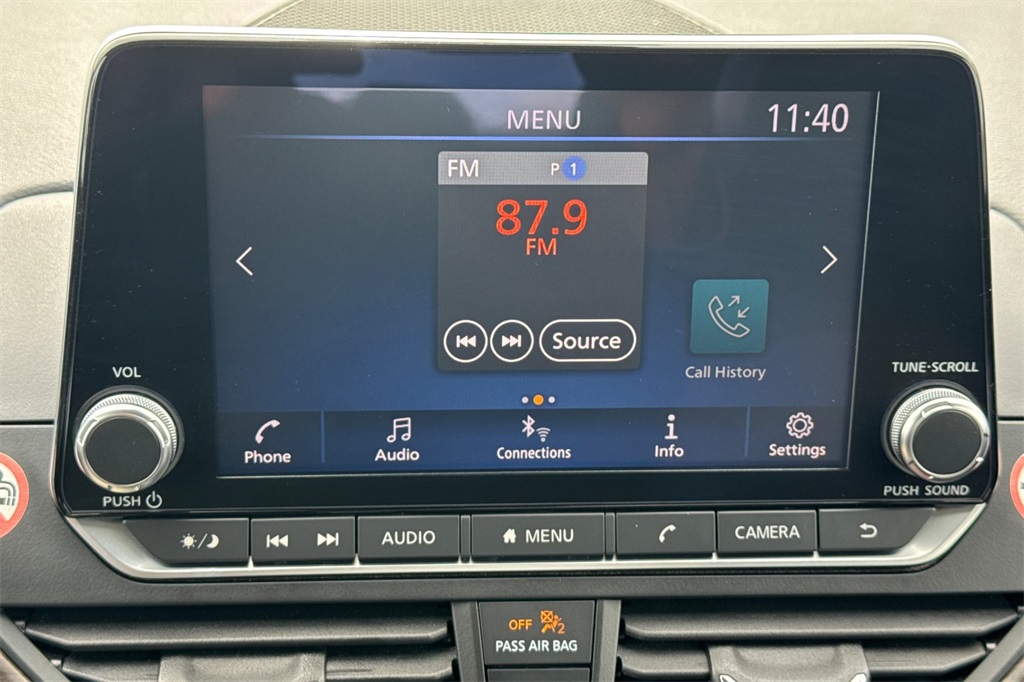 MENU 11:40
FM P 1
87.9
FM
Source
Call History
VOL
TUNE·SCROLL
Phone Audio Connections Info Settings
PUSH
PUSH SOUND
AUDIO MENU CAMERA
OFF 2
PASS AIR BAG